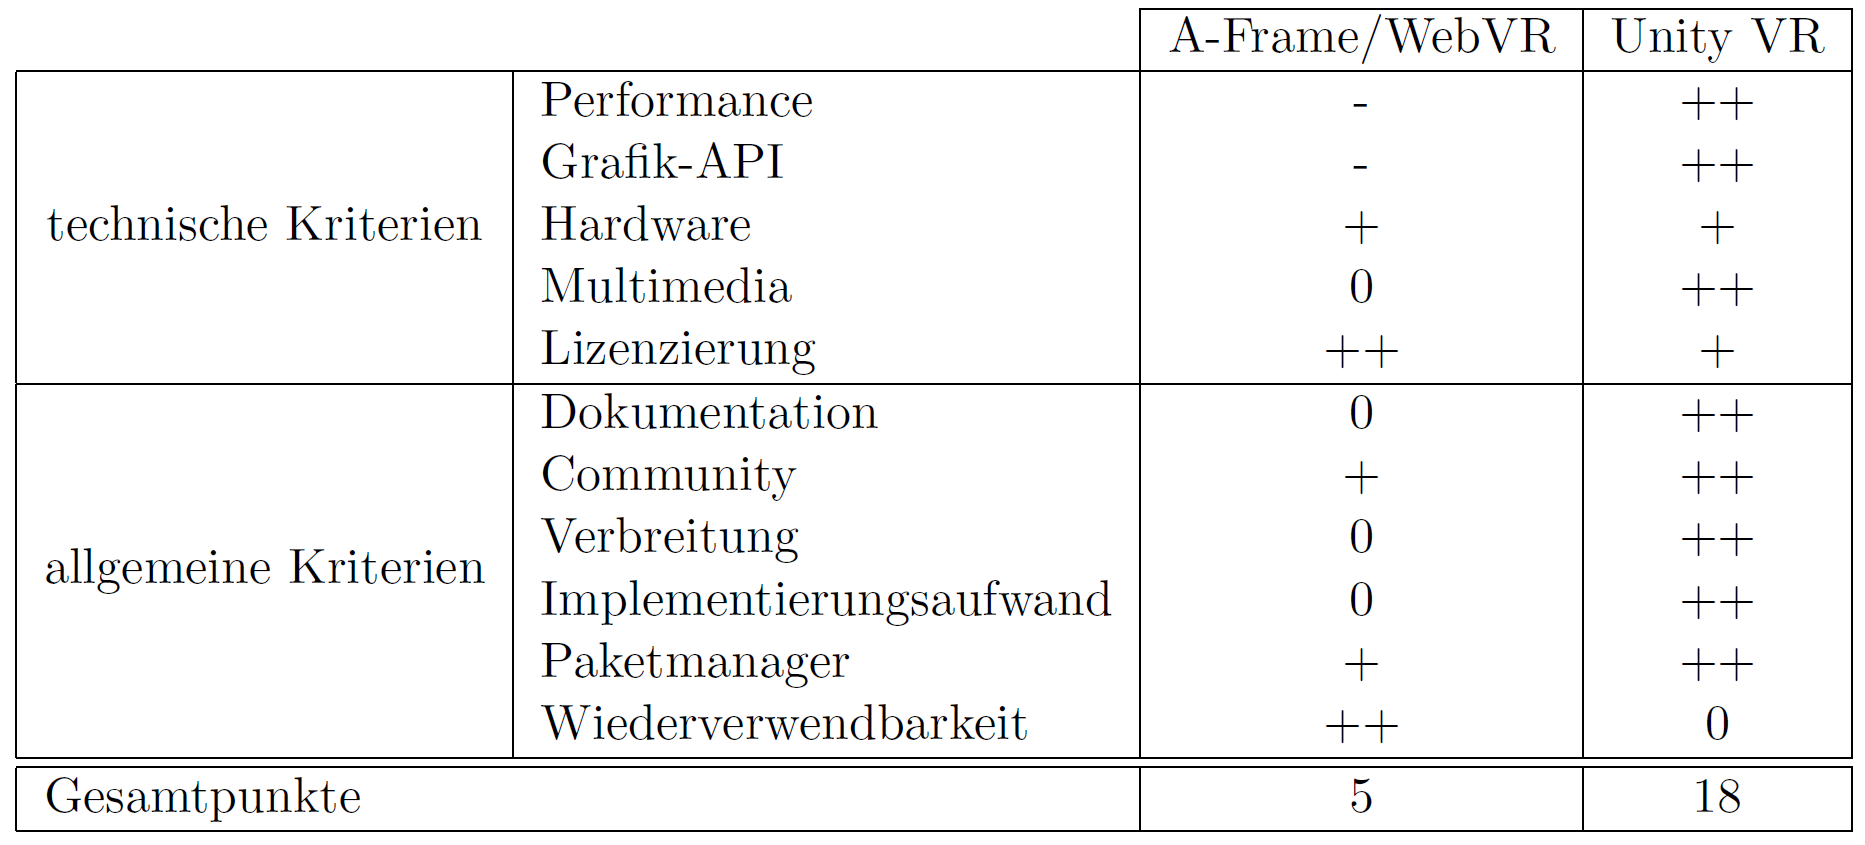 A-Frame/WebVR Unity VR
technische Kriterien Performance - ++
Grafik-API - ++
Hardware + +
Multimedia 0 ++
Lizenzierung ++ +
allgemeine Kriterien Dokumentation 0 ++
Community + ++
Verbreitung 0 ++
Implementierungsaufwand 0 ++
Paketmanager + ++
Wiederverwendbarkeit ++ 0
Gesamtpunkte 5 18